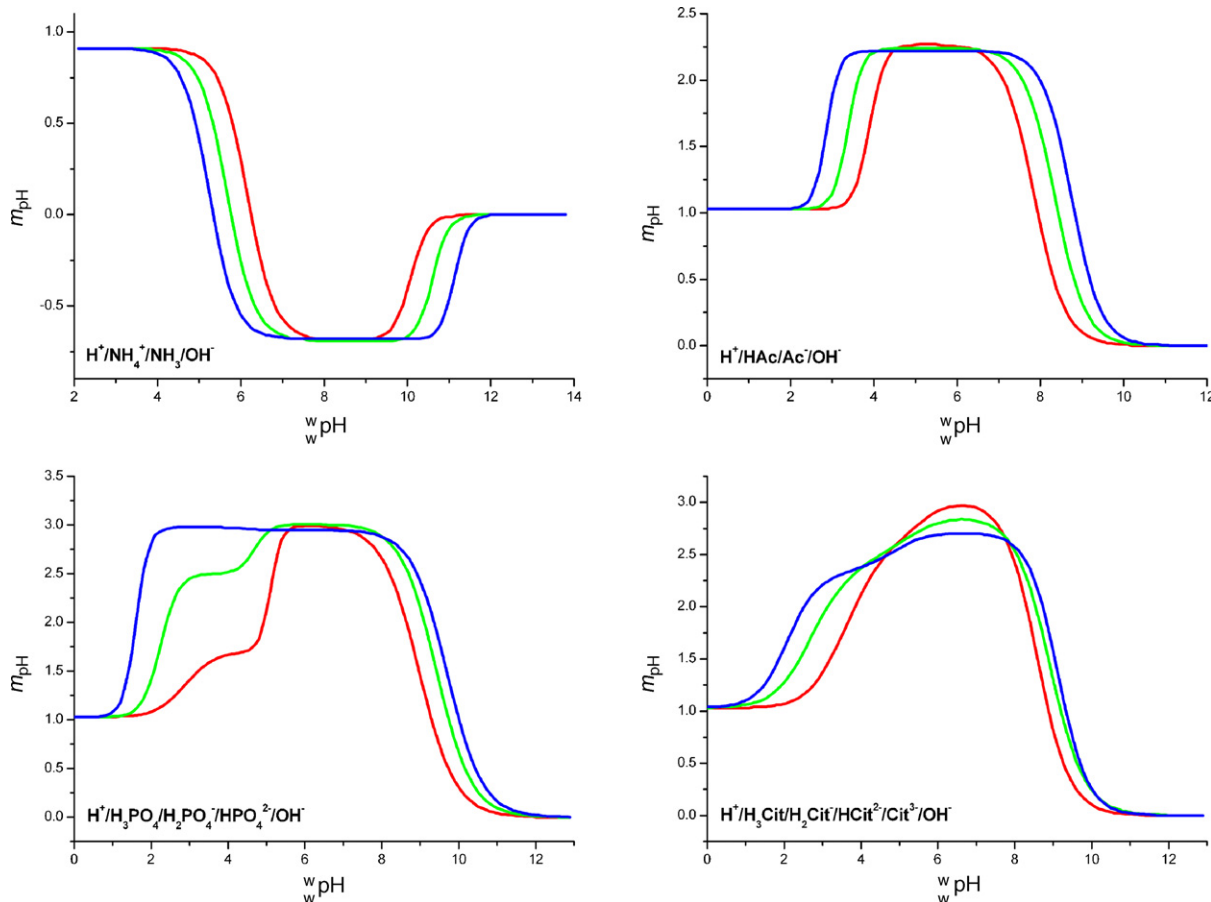 1.0
0.5
0.0
-0.5
m_pH
2 4 6 8 10 12 14
H⁺/NH₄⁺/NH₃/OH⁻
ʷ_w pH
2.5
2.0
1.5
1.0
0.5
0.0
m_pH
0 2 4 6 8 10 12
H⁺/HAc/Ac⁻/OH⁻
ʷ_w pH
3.5
3.0
2.5
2.0
1.5
1.0
0.5
0.0
m_pH
0 2 4 6 8 10 12
H⁺/H₃PO₄/H₂PO₄⁻/HPO₄²⁻/OH⁻
ʷ_w pH
3.0
2.5
2.0
1.5
1.0
0.5
0.0
m_pH
0 2 4 6 8 10 12
H⁺/H₃Cit/H₂Cit⁻/HCit²⁻/Cit³⁻/OH⁻
ʷ_w pH